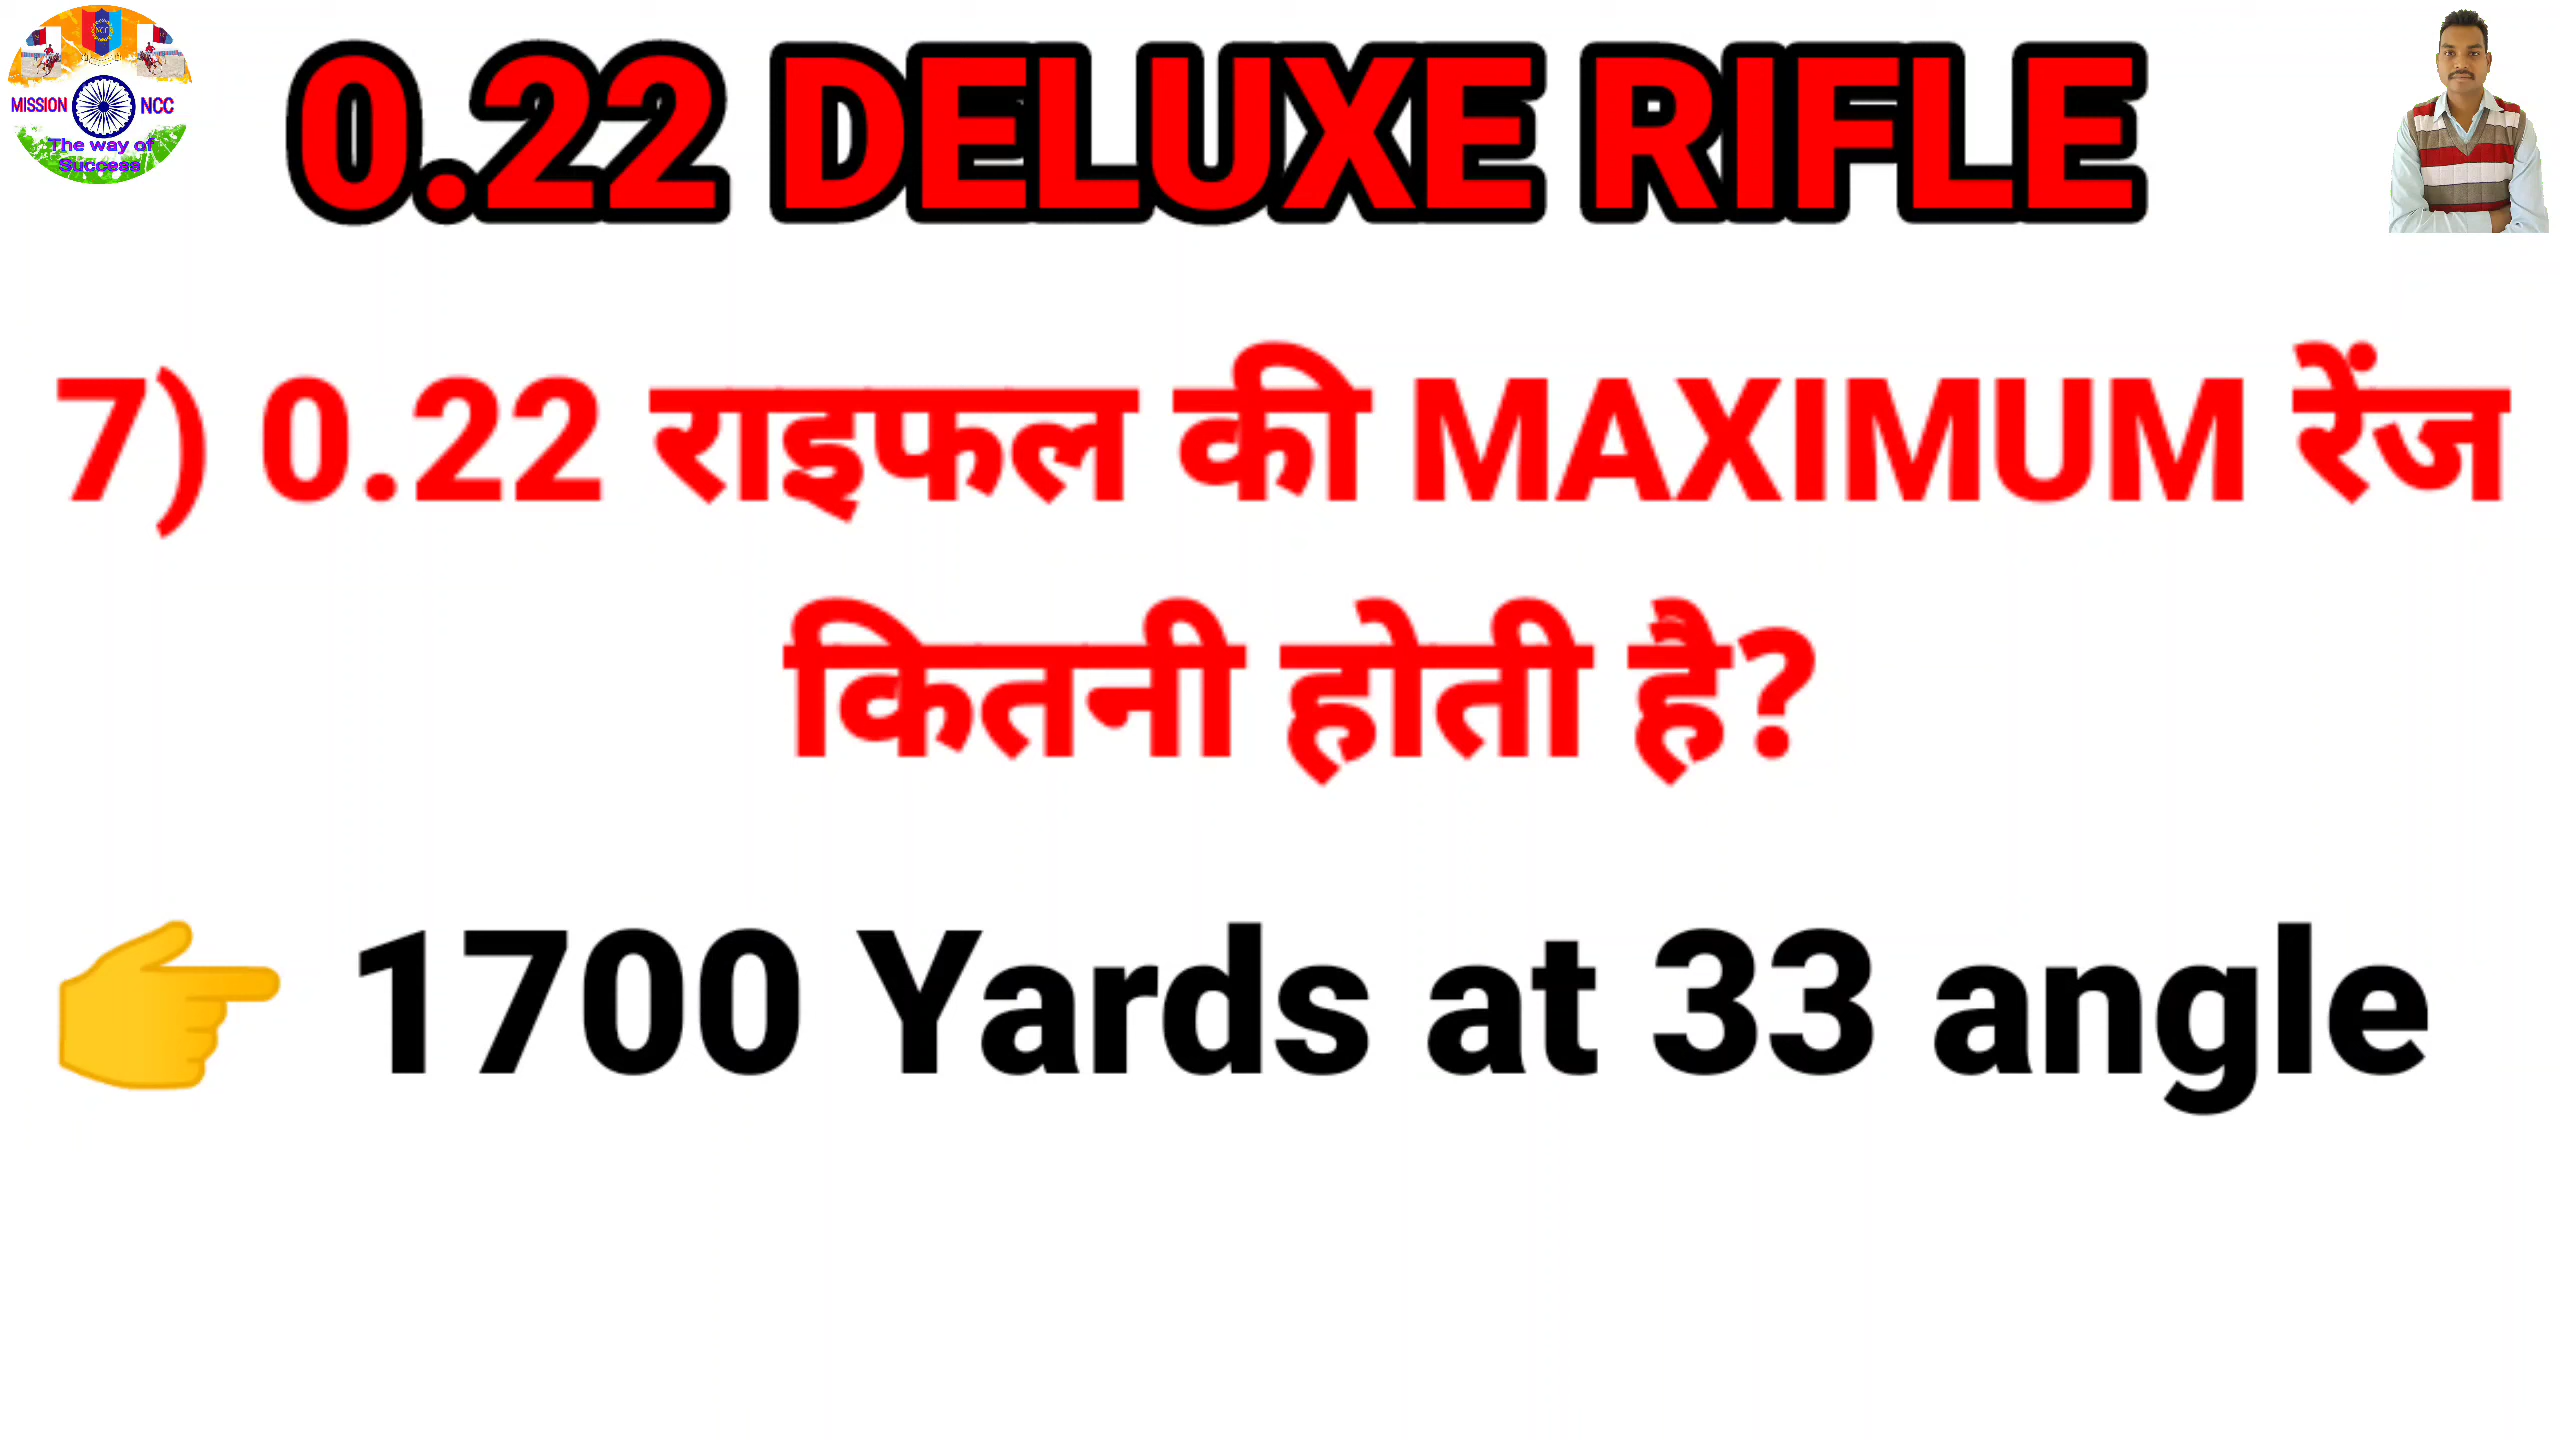 MISSION NCC
The way of
Success
0.22 DELUXE RIFLE
7) 0.22 राइफल की MAXIMUM रेंज
कितनी होती है?
1700 Yards at 33 angle